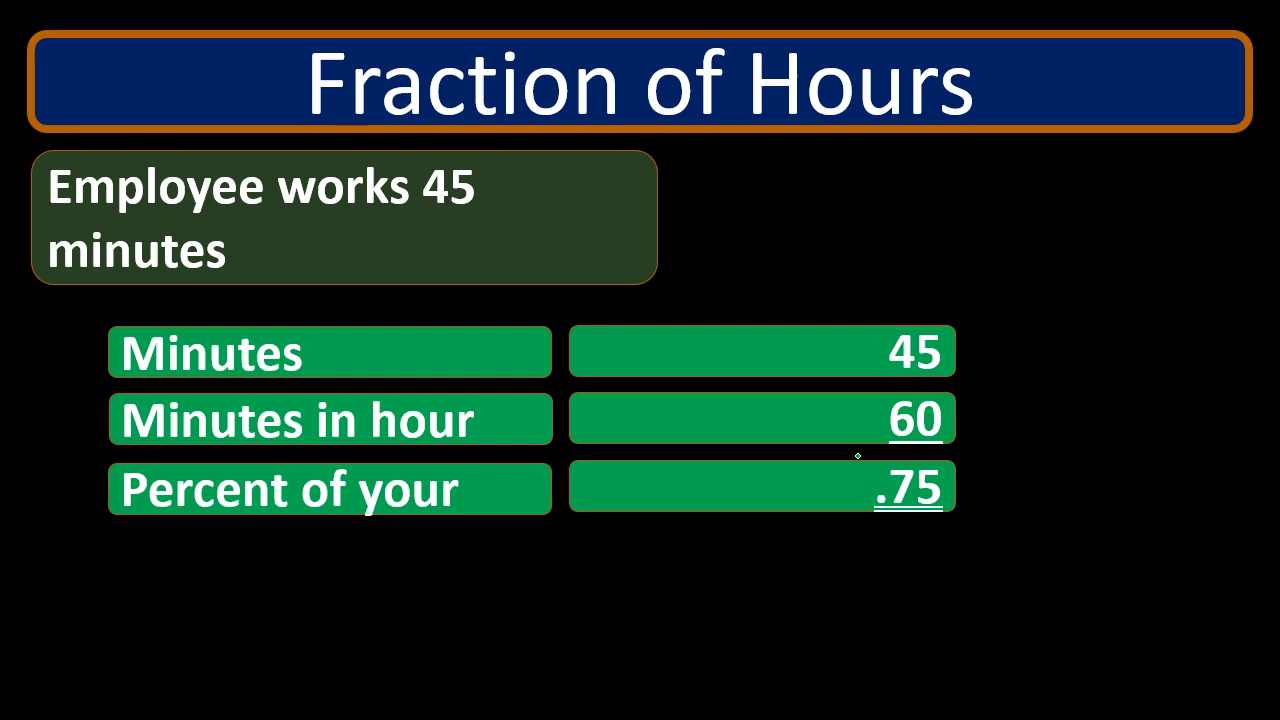 Fraction of Hours
Employee works 45
minutes
Minutes 45
Minutes in hour 60
Percent of your .75